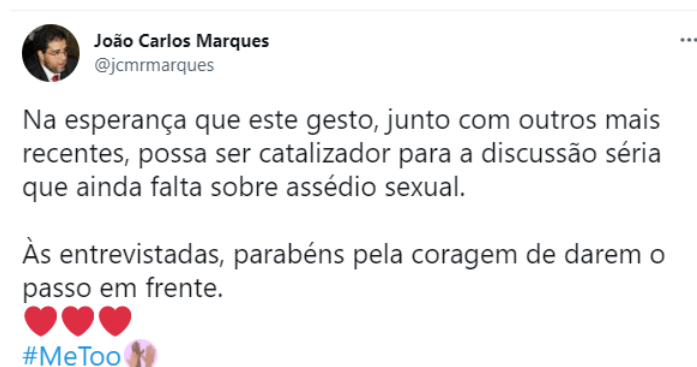 João Carlos Marques
@jcmrmarques
Na esperança que este gesto, junto com outros mais
recentes, possa ser catalizador para a discussão séria
que ainda falta sobre assédio sexual.
Às entrevistadas, parabéns pela coragem de darem o
passo em frente.
❤️❤️❤️
#MeToo